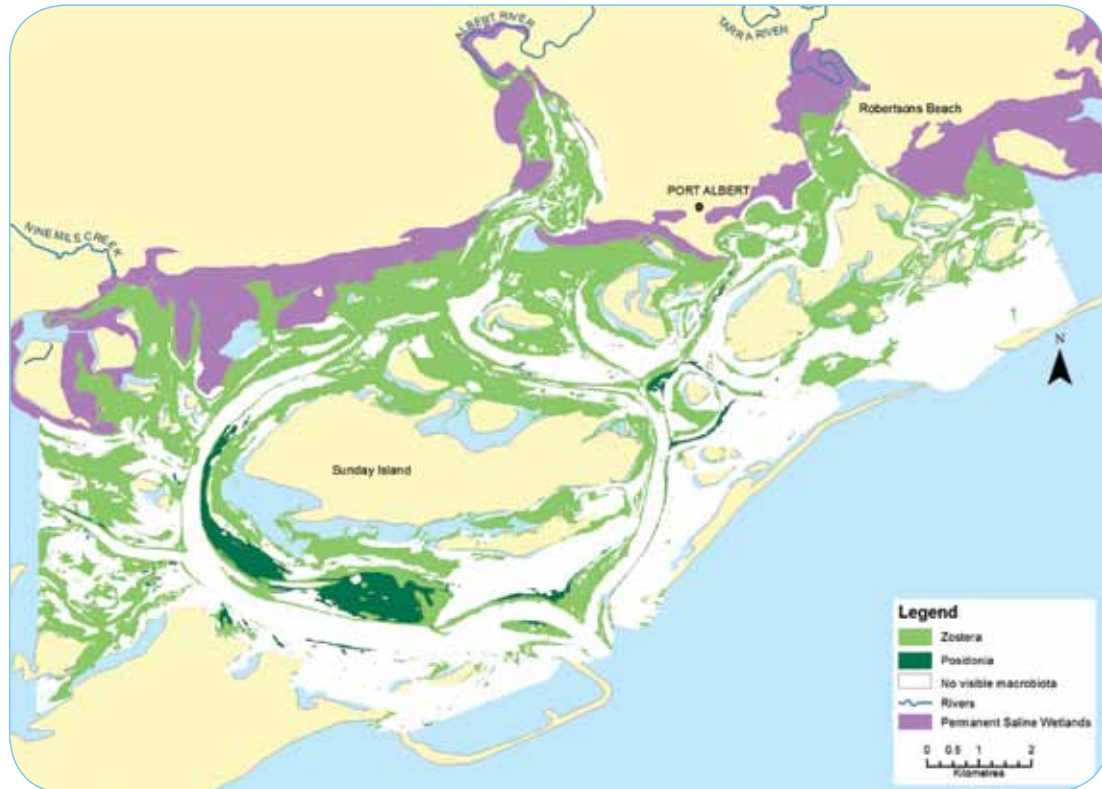 ALBERT RIVER
TARRA RIVER
Robertsons Beach
PORT ALBERT
NINE MILE CREEK
N
Sunday Island
Legend
Zostera
Posidonia
No visible macrobiota
Rivers
Permanent Saline Wetlands
0 0.5 1 2
Kilometres